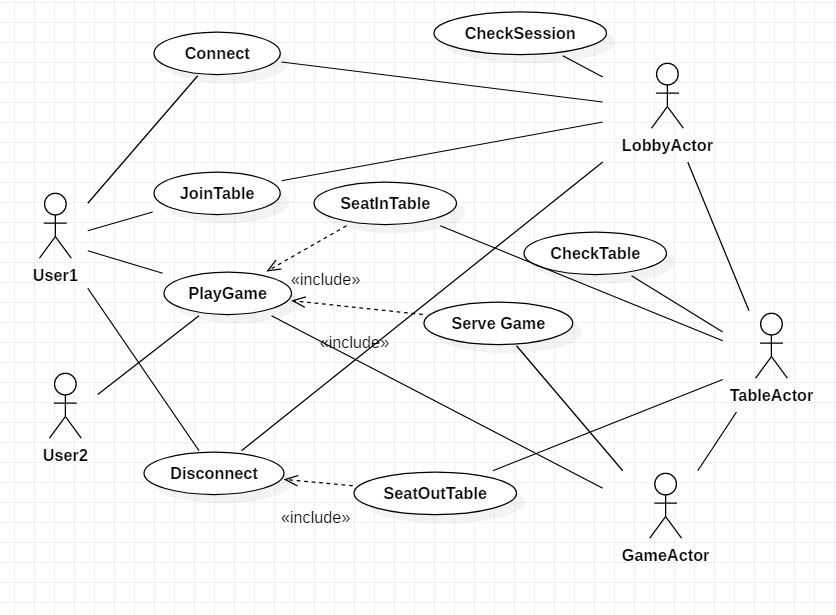 CheckSession
Connect
LobbyActor
JoinTable
SeatInTable
CheckTable
User1
«include»
PlayGame
Serve Game
«include»
TableActor
User2
Disconnect
SeatOutTable
«include»
GameActor